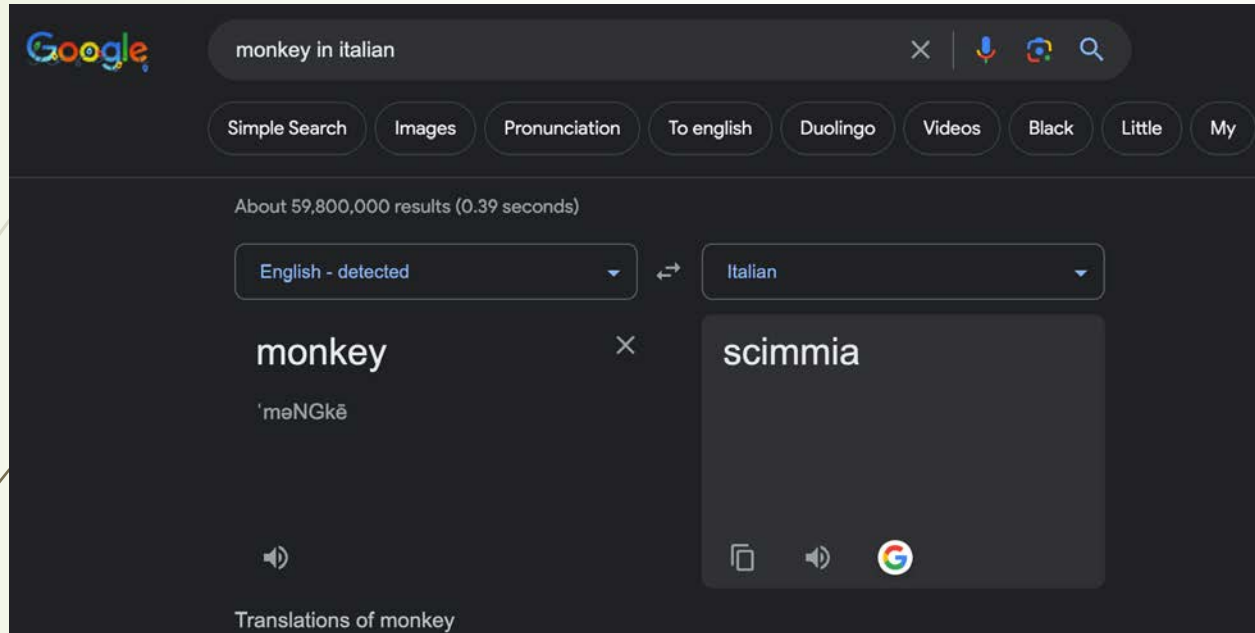 Google
monkey in italian
Simple Search Images Pronunciation To english Duolingo Videos Black Little My
About 59,800,000 results (0.39 seconds)
English - detected Italian
monkey scimmia
ˈməNGkē
G
Translations of monkey